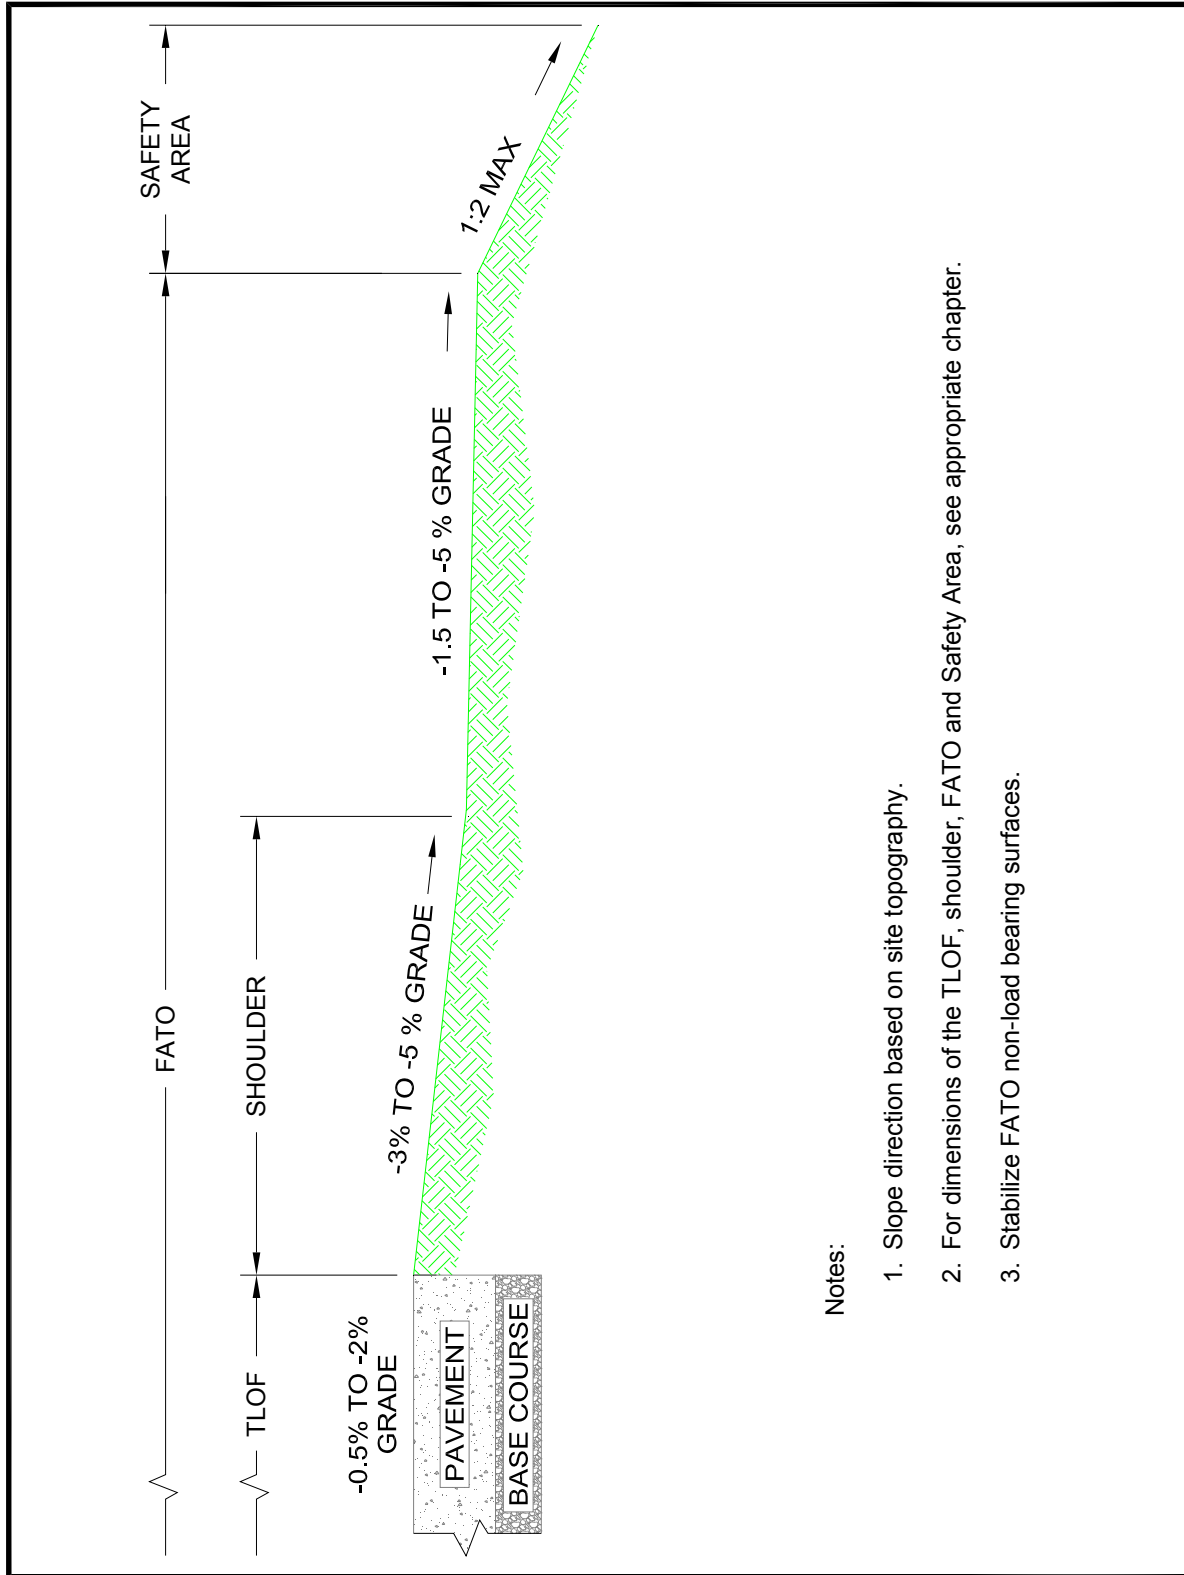 FATO
SAFETY
AREA
TLOF
SHOULDER
-0.5% TO -2%
GRADE
-3% TO -5 % GRADE
-1.5 TO -5 % GRADE
1:2 MAX
PAVEMENT
BASE COURSE
Notes:
1. Slope direction based on site topography.
2. For dimensions of the TLOF, shoulder, FATO and Safety Area, see appropriate chapter.
3. Stabilize FATO non-load bearing surfaces.